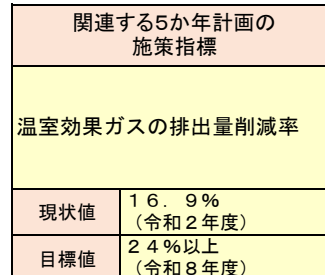 関連する5か年計画の
施策指標
温室効果ガスの排出量削減率
現状値
１６．９％
（令和２年度）
目標値
２４％以上
（令和８年度）